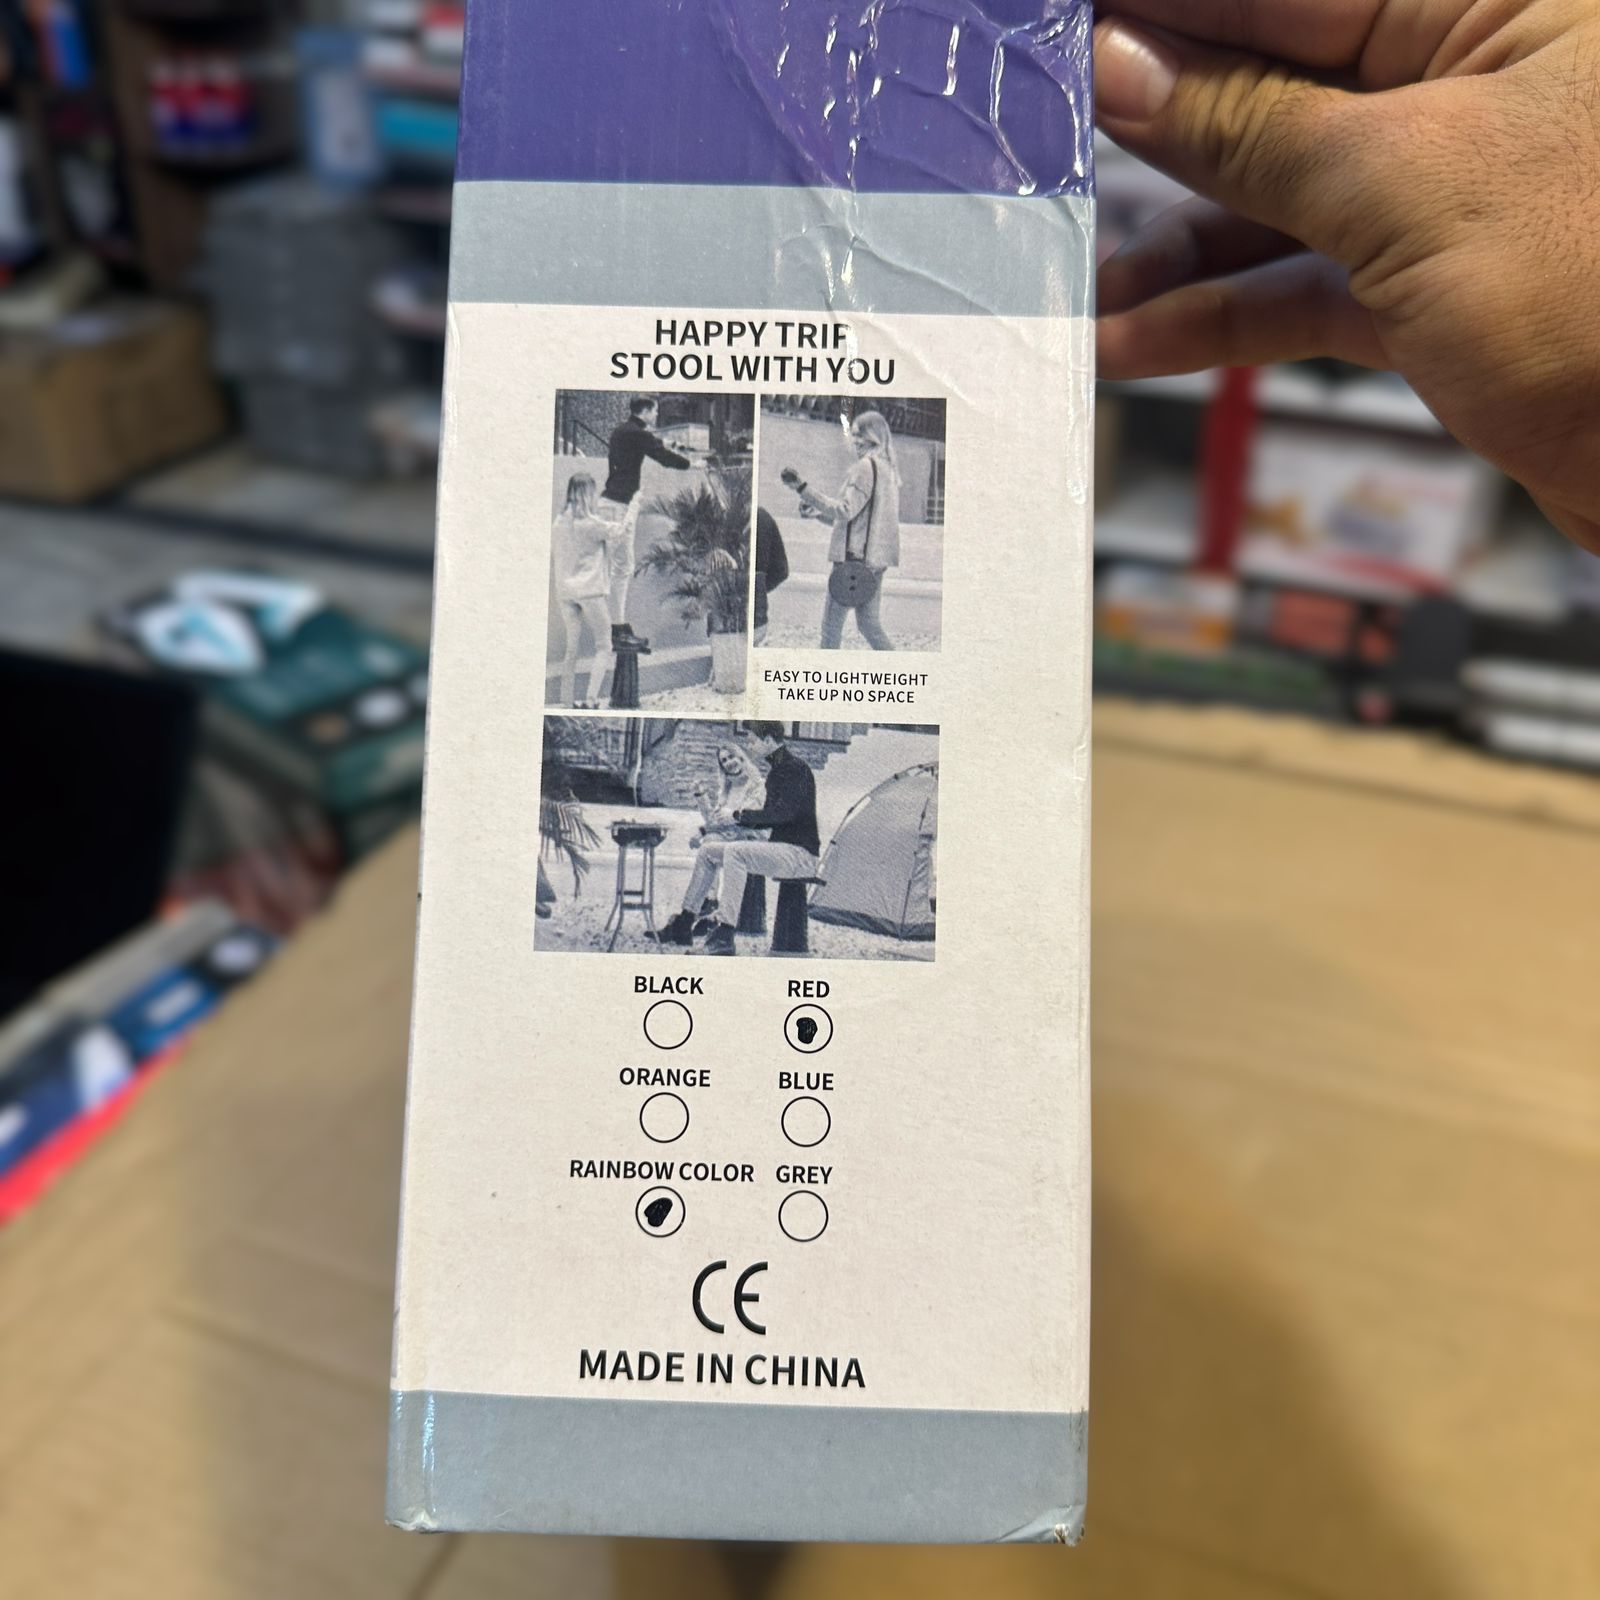 HAPPY TRIP
STOOL WITH YOU
EASY TO LIGHTWEIGHT
TAKE UP NO SPACE
BLACK
RED
ORANGE
BLUE
RAINBOW COLOR
GREY
CE
MADE IN CHINA